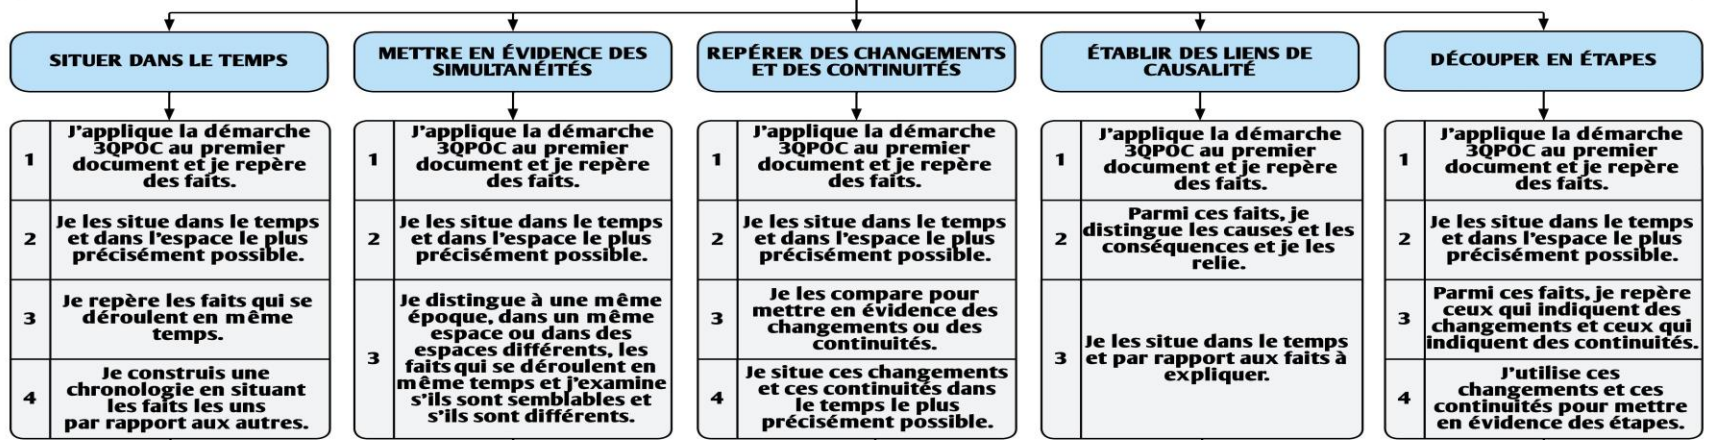 SITUER DANS LE TEMPS
1
J'applique la démarche
3QPOC au premier
document et je repère
des faits.
2
Je les situe dans le temps
et dans l'espace le plus
précisément possible.
3
Je repère les faits qui se
déroulent en même
temps.
4
Je construis une
chronologie en situant
les faits les uns
par rapport aux autres.
METTRE EN ÉVIDENCE DES
SIMULTANÉITÉS
1
J'applique la démarche
3QPOC au premier
document et je repère
des faits.
2
Je les situe dans le temps
et dans l'espace le plus
précisément possible.
3
Je distingue à une même
époque, dans un même
espace ou dans des
espaces différents, les
faits qui se déroulent en
même temps et j'examine
s'ils sont semblables et
s'ils sont différents.
REPÉRER DES CHANGEMENTS
ET DES CONTINUITÉS
1
J'applique la démarche
3QPOC au premier
document et je repère
des faits.
2
Je les situe dans le temps
et dans l'espace le plus
précisément possible.
3
Je les compare pour
mettre en évidence des
changements ou des
continuités.
4
Je situe ces changements
et ces continuités dans
le temps le plus
précisément possible.
ÉTABLIR DES LIENS DE
CAUSALITÉ
1
J'applique la démarche
3QPOC au premier
document et je repère
des faits.
2
Parmi ces faits, je
distingue les causes et les
conséquences et je les
relie.
3
Je les situe dans le temps
et par rapport aux faits à
expliquer.
DÉCOUPER EN ÉTAPES
1
J'applique la démarche
3QPOC au premier
document et je repère
des faits.
2
Je les situe dans le temps
et dans l'espace le plus
précisément possible.
3
Parmi ces faits, je repère
ceux qui indiquent des
changements et ceux qui
indiquent des continuités.
4
J'utilise ces
changements et ces
continuités pour mettre
en évidence des étapes.